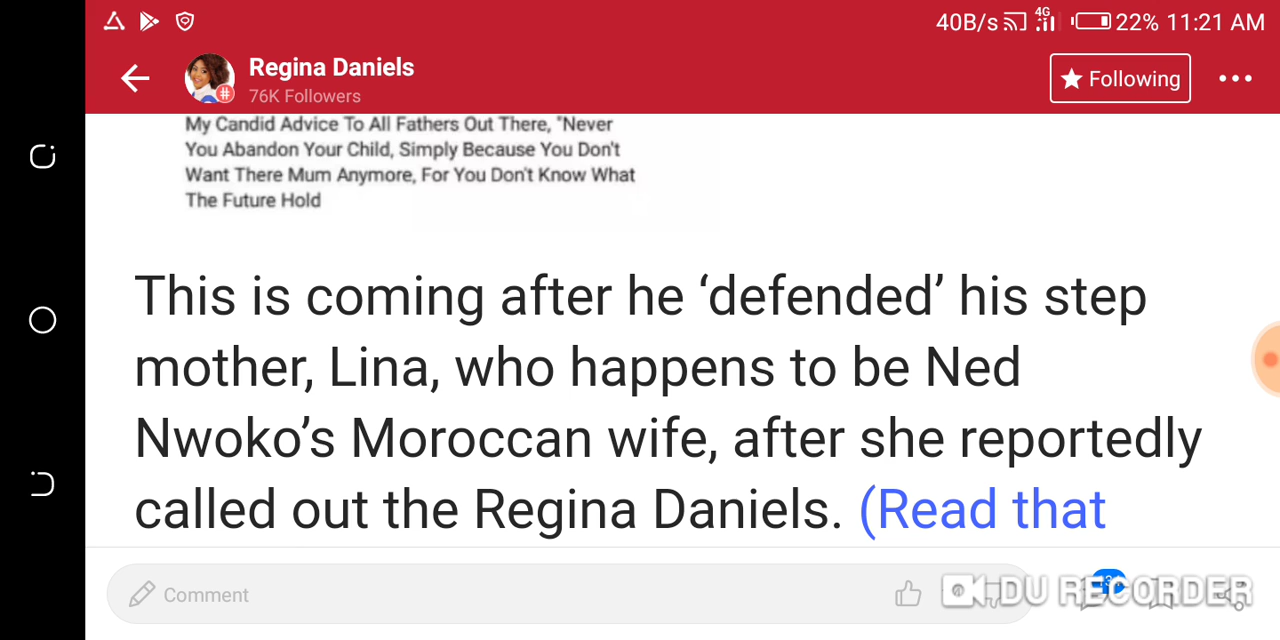 40B/s 4G 22% 11:21 AM
Regina Daniels
76K Followers
Following
My Candid Advice To All Fathers Out There, "Never
You Abandon Your Child, Simply Because You Don't
Want There Mum Anymore, For You Don't Know What
The Future Hold
This is coming after he ‘defended’ his step
mother, Lina, who happens to be Ned
Nwoko’s Moroccan wife, after she reportedly
called out the Regina Daniels. (Read that
Comment
DU RECORDER